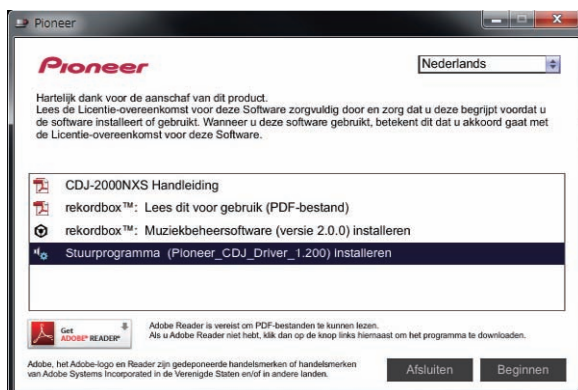 Pioneer
Pioneer
Nederlands
Hartelijk dank voor de aanschaf van dit product.
Lees de Licentie-overeenkomst voor deze Software zorgvuldig door en zorg dat u deze begrijpt voordat u
de software installeert of gebruikt. Wanneer u deze software gebruikt, betekent dit dat u akkoord gaat met
de Licentie-overeenkomst voor deze Software.
CDJ-2000NXS Handleiding
rekordbox™: Lees dit voor gebruik (PDF-bestand)
rekordbox™: Muziekbeheersoftware (versie 2.0.0) installeren
Stuurprogramma (Pioneer_CDJ_Driver_1.200) Installeren
Get
ADOBE® READER®
Adobe Reader is vereist om PDF-bestanden te kunnen lezen.
Als u Adobe Reader niet hebt, klik dan op de knop links hiernaast om het programma te downloaden.
Adobe, het Adobe-logo en Reader zijn gedeponeerde handelsmerken of handelsmerken
van Adobe Systems Incorporated in de Verenigde Staten en/of in andere landen.
Afsluiten
Beginnen